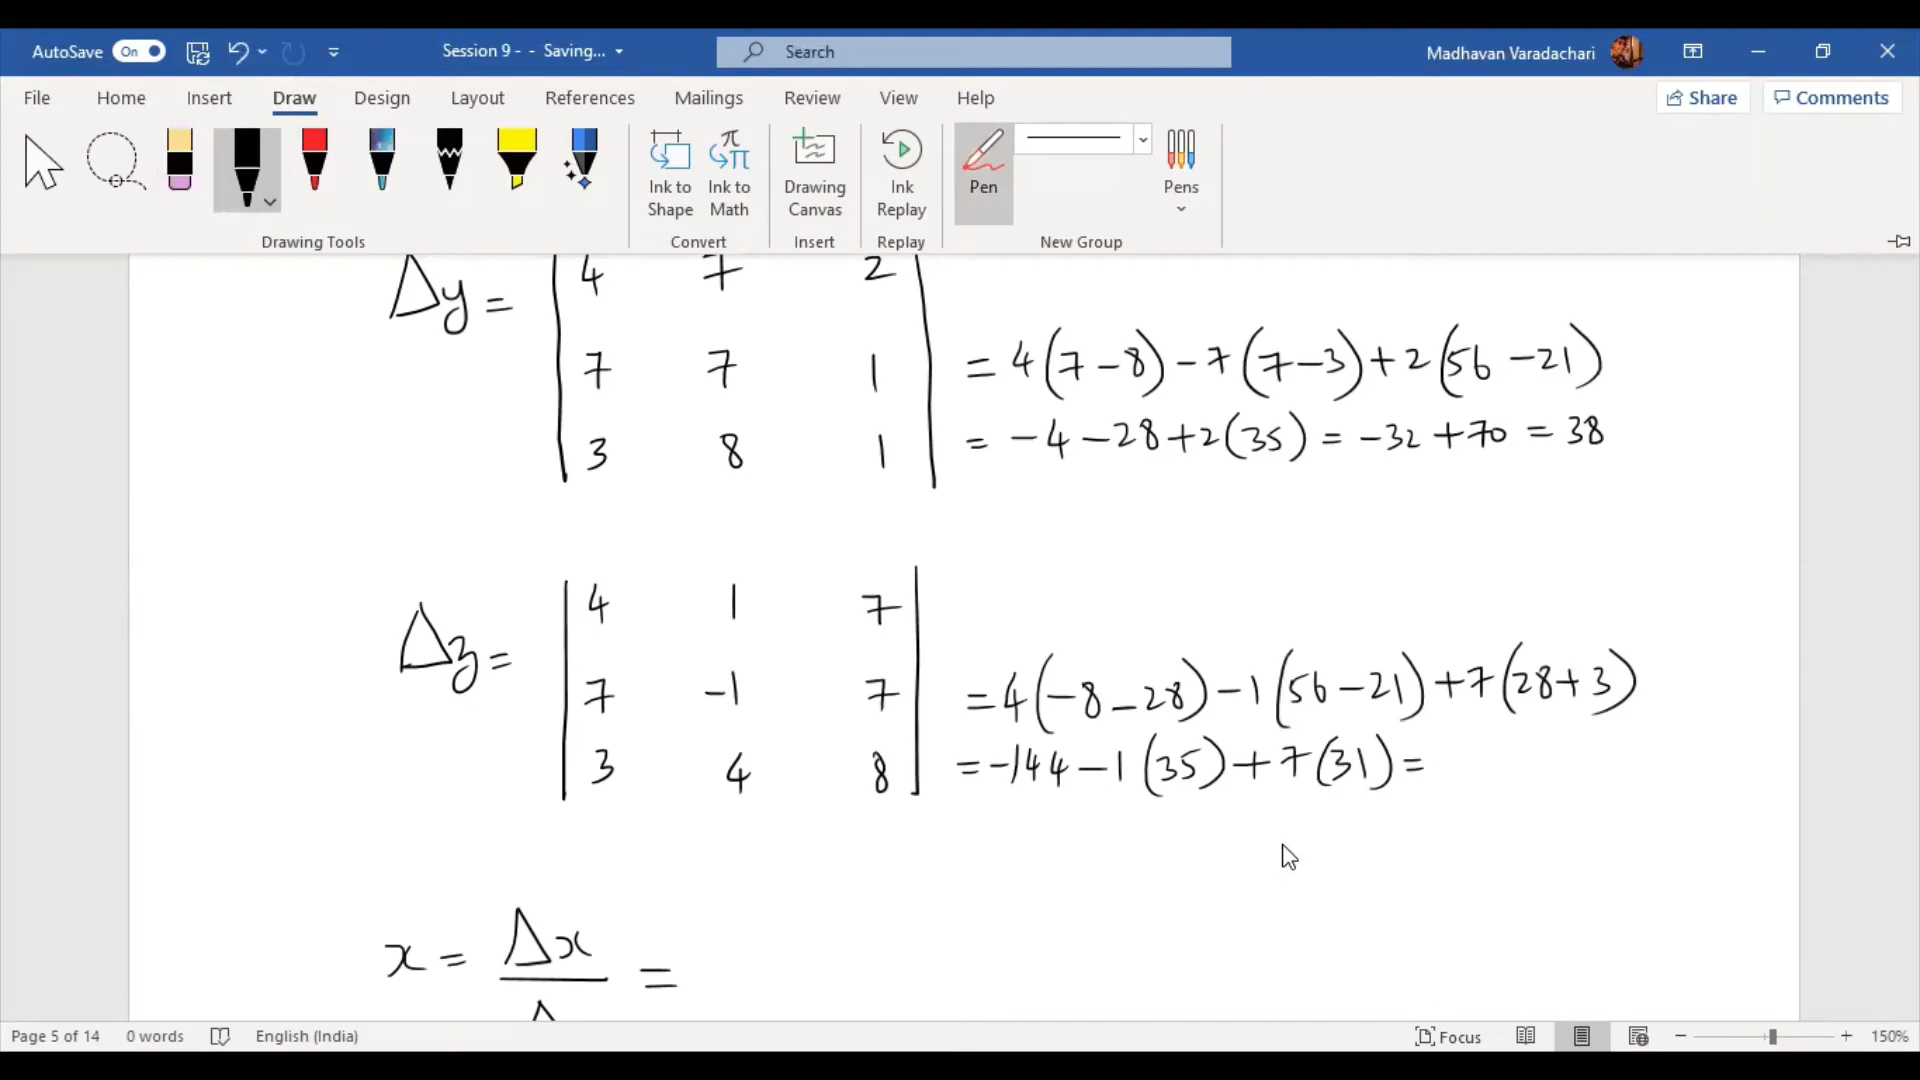 AutoSave On Session 9 - - Saving... Search Madhavan Varadachari
File Home Insert Draw Design Layout References Mailings Review View Help Share Comments
Ink to Shape Ink to Math Drawing Canvas Ink Replay Pen Pens
Drawing Tools Convert Insert Replay New Group
Δy = | 4 7 2 |
| 7 7 1 | = 4(7-8) -7(7-3)+2(56-21)
| 3 8 1 | = -4-28+2(35) = -32+70 = 38
Δz = | 4 1 7 |
| 7 -1 7 | =4(-8-28)-1(56-21)+7(28+3)
| 3 4 8 | =-144-1(35)+7(31)=
x = Δx =
Δ
Page 5 of 14 0 words English (India) Focus 150%